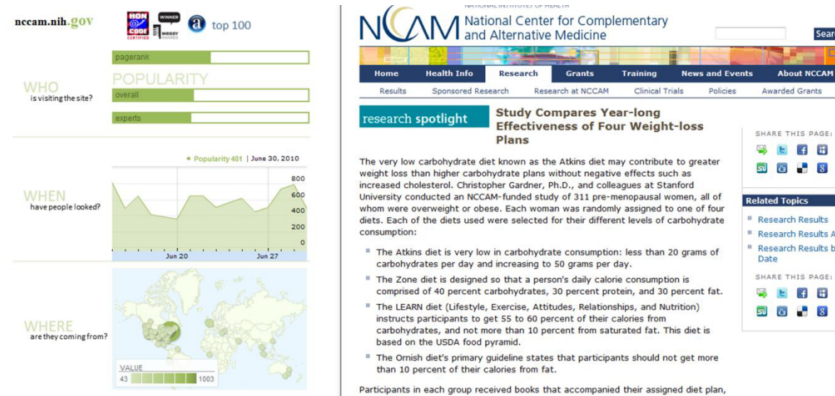 nccam.nih.gov
HON
CODE
CERTIFIED
WINNER
WEBBY
top 100
pagerank
POPULARITY
WHO
is visiting the site?
overall
experts
Popularity 401 | June 30, 2010
800
600
400
200
0
WHEN
have people looked?
Jun 20
Jun 27
WHERE
are they coming from?
VALUE
43
1003
NCCAM
National Center for Complementary
and Alternative Medicine
Sear
Home
Health Info
Research
Grants
Training
News and Events
About NCCAM
Results
Sponsored Research
Research at NCCAM
Clinical Trials
Policies
Awarded Grants
research spotlight
Study Compares Year-long
Effectiveness of Four Weight-loss
Plans
The very low carbohydrate diet known as the Atkins diet may contribute to greater
weight loss than higher carbohydrate plans without negative effects such as
increased cholesterol. Christopher Gardner, Ph.D., and colleagues at Stanford
University conducted an NCCAM-funded study of 311 pre-menopausal women, all of
whom were overweight or obese. Each woman was randomly assigned to one of four
diets. Each of the diets used were selected for their different levels of carbohydrate
consumption:
The Atkins diet is very low in carbohydrate consumption: less than 20 grams of
carbohydrates per day and increasing to 50 grams per day.
The Zone diet is designed so that a person's daily calorie consumption is
comprised of 40 percent carbohydrates, 30 percent protein, and 30 percent fat.
The LEARN diet (Lifestyle, Exercise, Attitudes, Relationships, and Nutrition)
instructs participants to get 55 to 60 percent of their calories from
carbohydrates, and not more than 10 percent from saturated fat. This diet is
based on the USDA food pyramid.
The Ornish diet's primary guideline states that participants should not get more
than 10 percent of their calories from fat.
Participants in each group received books that accompanied their assigned diet plan,
SHARE THIS PAGE:
Related Topics
Research Results
Research Results A
Research Results b
Date
SHARE THIS PAGE: